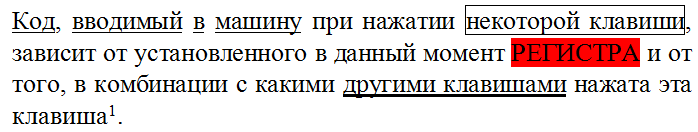 Код, вводимый в машину при нажатии некоторой клавиши,
зависит от установленного в данный момент РЕГИСТРА и от
того, в комбинации с какими другими клавишами нажата эта
клавиша¹.